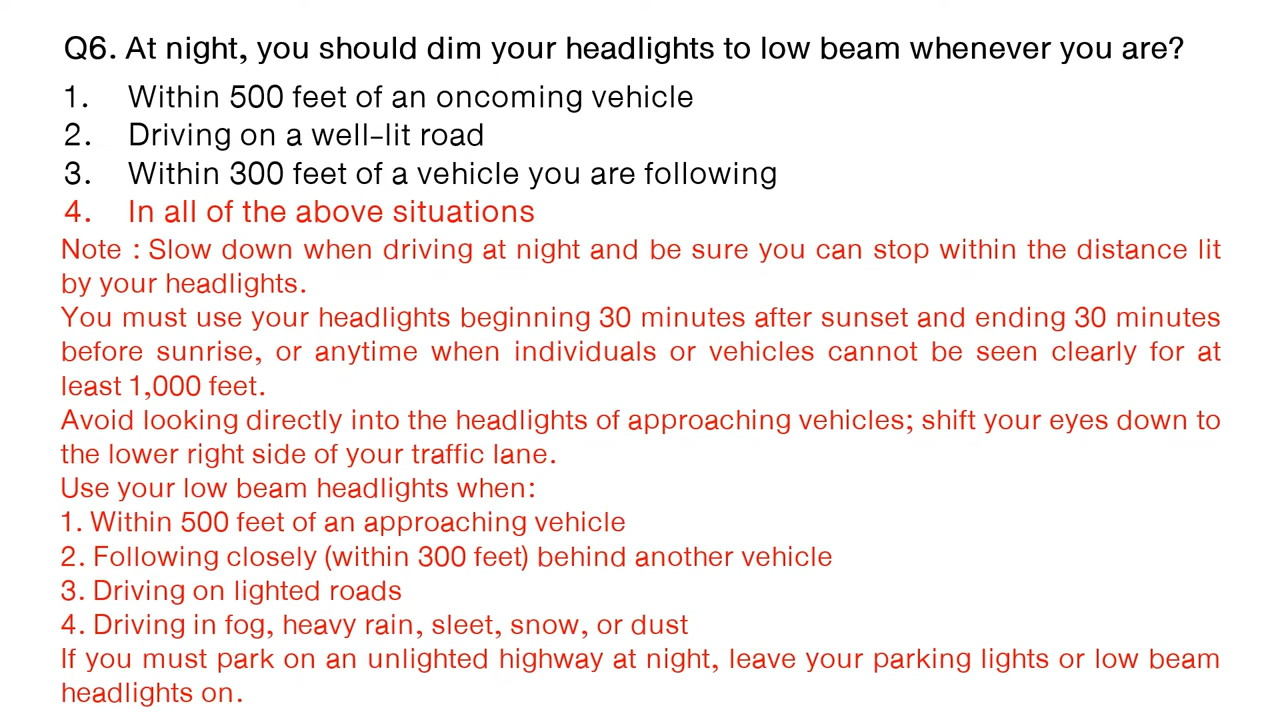 Q6. At night, you should dim your headlights to low beam whenever you are?
1. Within 500 feet of an oncoming vehicle
2. Driving on a well-lit road
3. Within 300 feet of a vehicle you are following
4. In all of the above situations
Note : Slow down when driving at night and be sure you can stop within the distance lit
by your headlights.
You must use your headlights beginning 30 minutes after sunset and ending 30 minutes
before sunrise, or anytime when individuals or vehicles cannot be seen clearly for at
least 1,000 feet.
Avoid looking directly into the headlights of approaching vehicles; shift your eyes down to
the lower right side of your traffic lane.
Use your low beam headlights when:
1. Within 500 feet of an approaching vehicle
2. Following closely (within 300 feet) behind another vehicle
3. Driving on lighted roads
4. Driving in fog, heavy rain, sleet, snow, or dust
If you must park on an unlighted highway at night, leave your parking lights or low beam
headlights on.